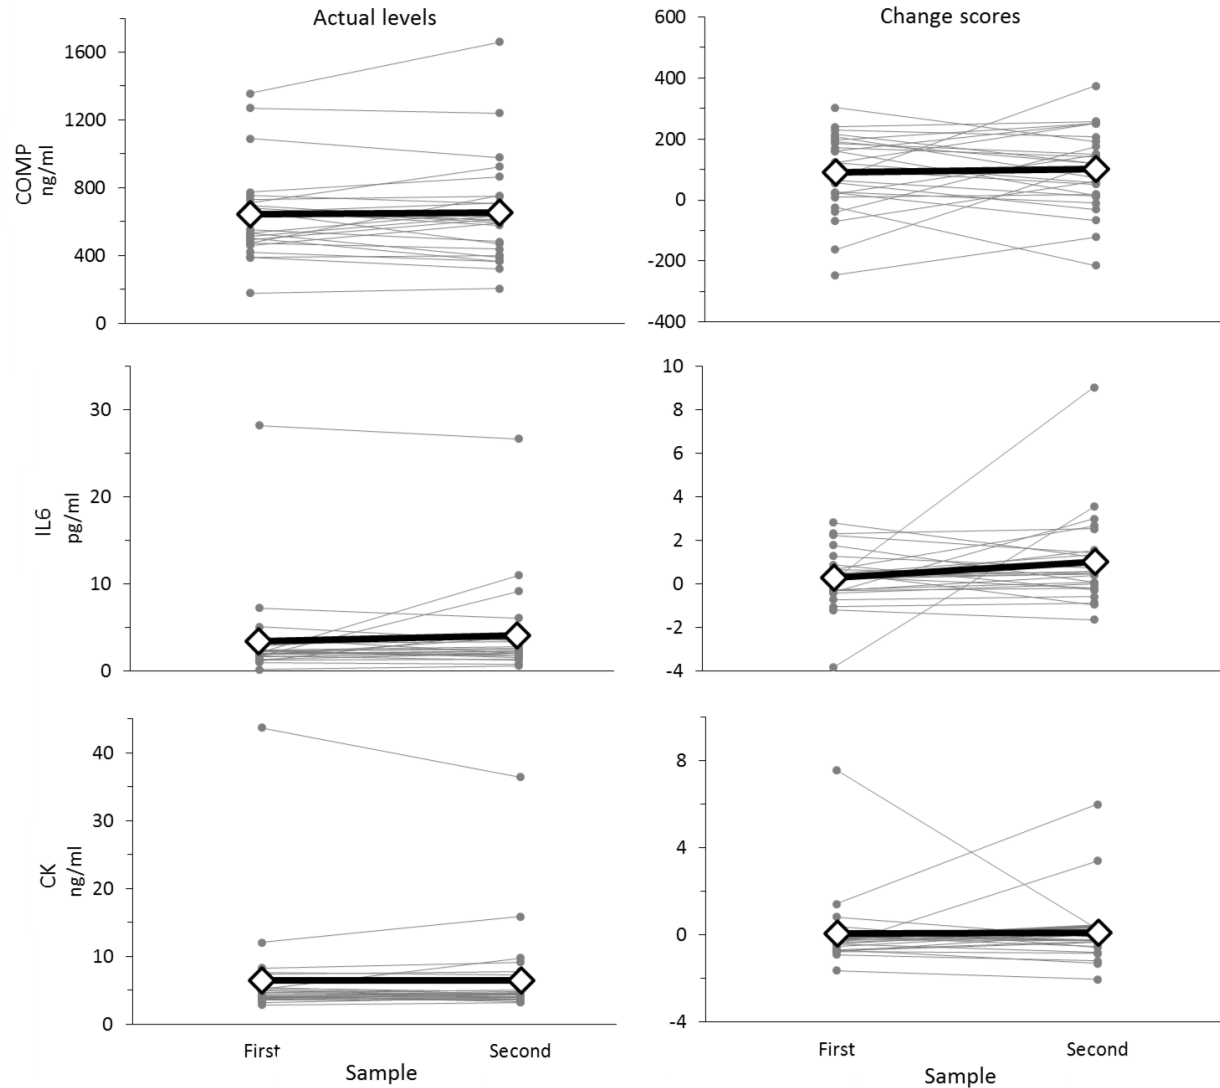 Actual levels
Change scores
COMP
ng/ml
1600
1200
800
400
0
600
400
200
0
-200
-400
IL6
pg/ml
30
20
10
0
10
8
6
4
2
0
-2
-4
CK
ng/ml
40
30
20
10
0
8
4
0
-4
First
Second
Sample
First
Second
Sample